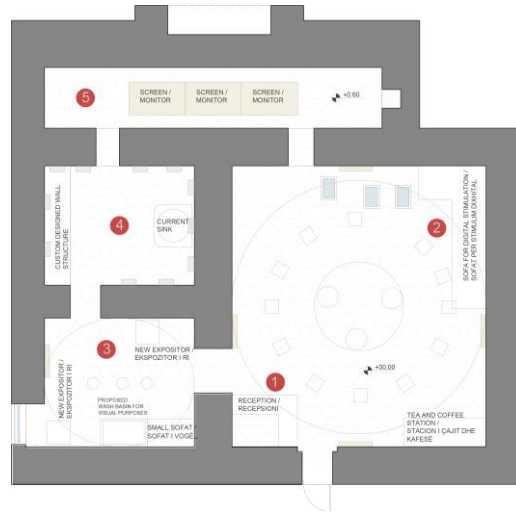 5
SCREEN /
MONITOR
SCREEN /
MONITOR
SCREEN /
MONITOR
+0.60
CUSTOM DESIGNED WALL
STRUCTURE
4
CURRENT
SINK
2
SOFA FOR DIGITAL STIMULATION /
SOFAT PER STIMULIM DIXHITAL
3
NEW EXPOSITOR /
EKSPOZITOR I RI
NEW EXPOSITOR /
EKSPOZITOR I RI
PROPOSED
WASH BASIN FOR
VISUAL PURPOSES
SMALL SOFAT /
SOFAT I VOGËL
1
RECEPTION /
RECEPSIONI
+00.00
TEA AND COFFEE
STATION /
STACION I ÇAJIT DHE
KAFESË